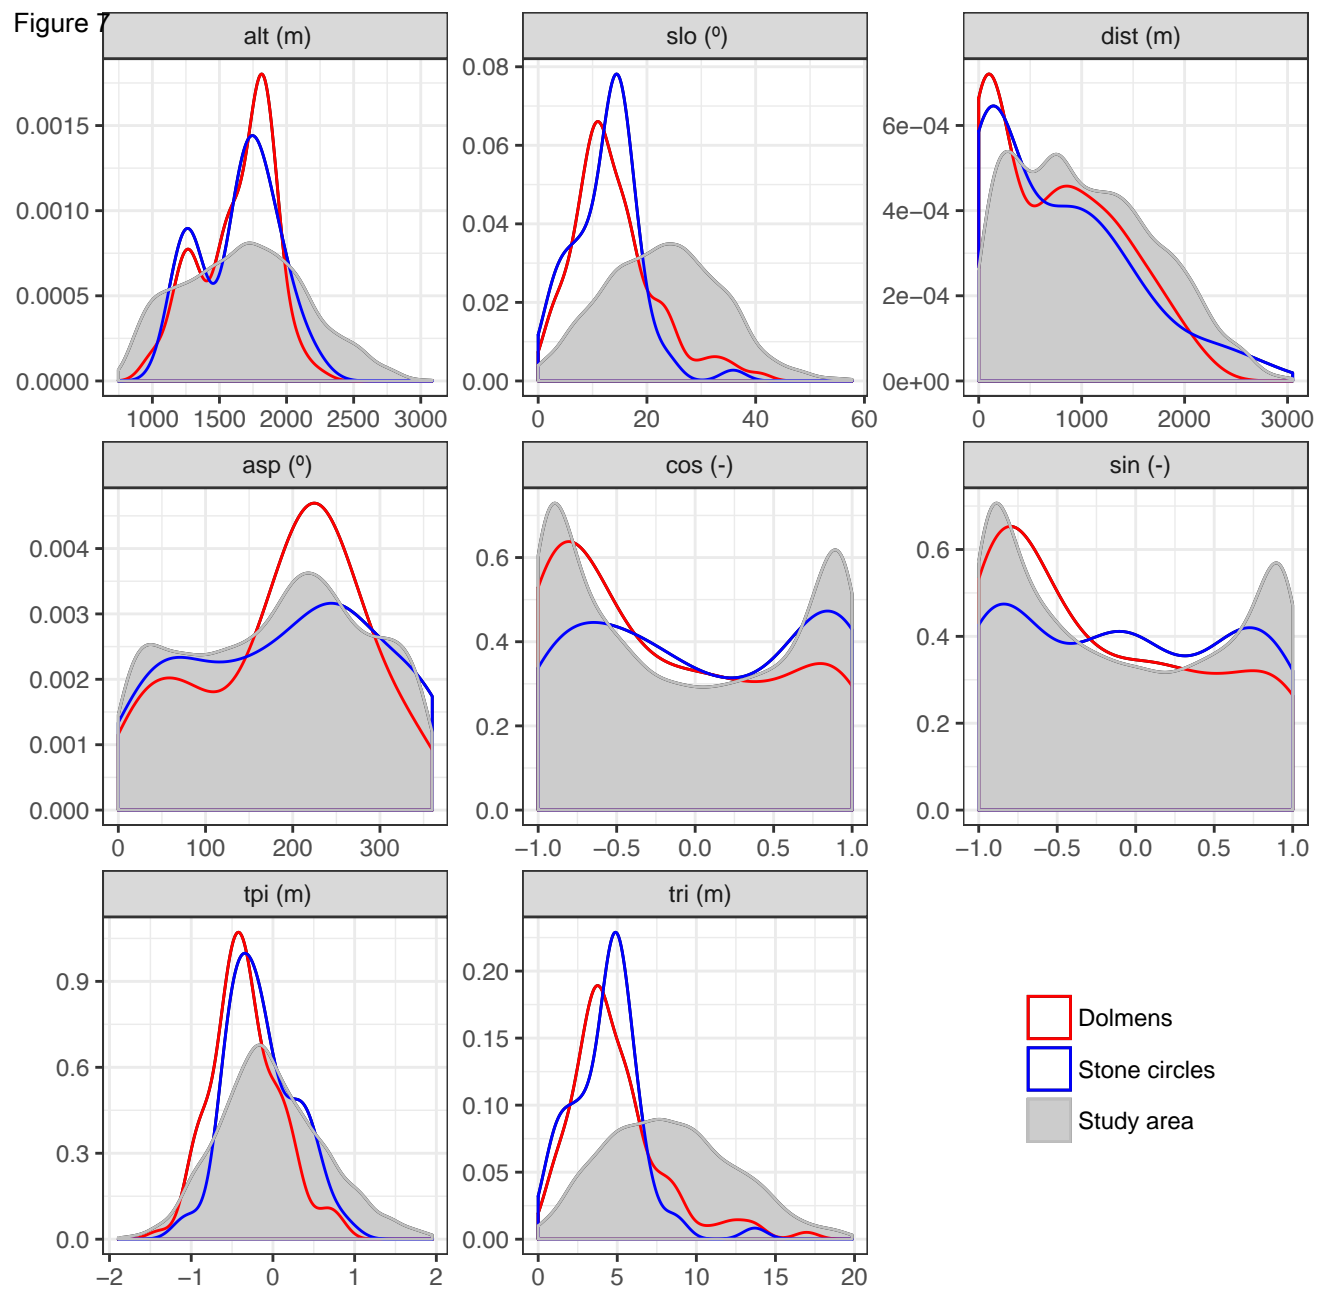 Figure 7
alt (m)
slo (º)
dist (m)
0.0015
0.0010
0.0005
0.0000
1000 1500 2000 2500 3000
0.08
0.06
0.04
0.02
0.00
0 20 40 60
6e−04
4e−04
2e−04
0e+00
0 1000 2000 3000
asp (º)
cos (-)
sin (-)
0.004
0.003
0.002
0.001
0.000
0 100 200 300
0.6
0.4
0.2
0.0
−1.0 −0.5 0.0 0.5 1.0
0.6
0.4
0.2
0.0
−1.0 −0.5 0.0 0.5 1.0
tpi (m)
tri (m)
0.9
0.6
0.3
0.0
−2 −1 0 1 2
0.20
0.15
0.10
0.05
0.00
0 5 10 15 20
Dolmens
Stone circles
Study area